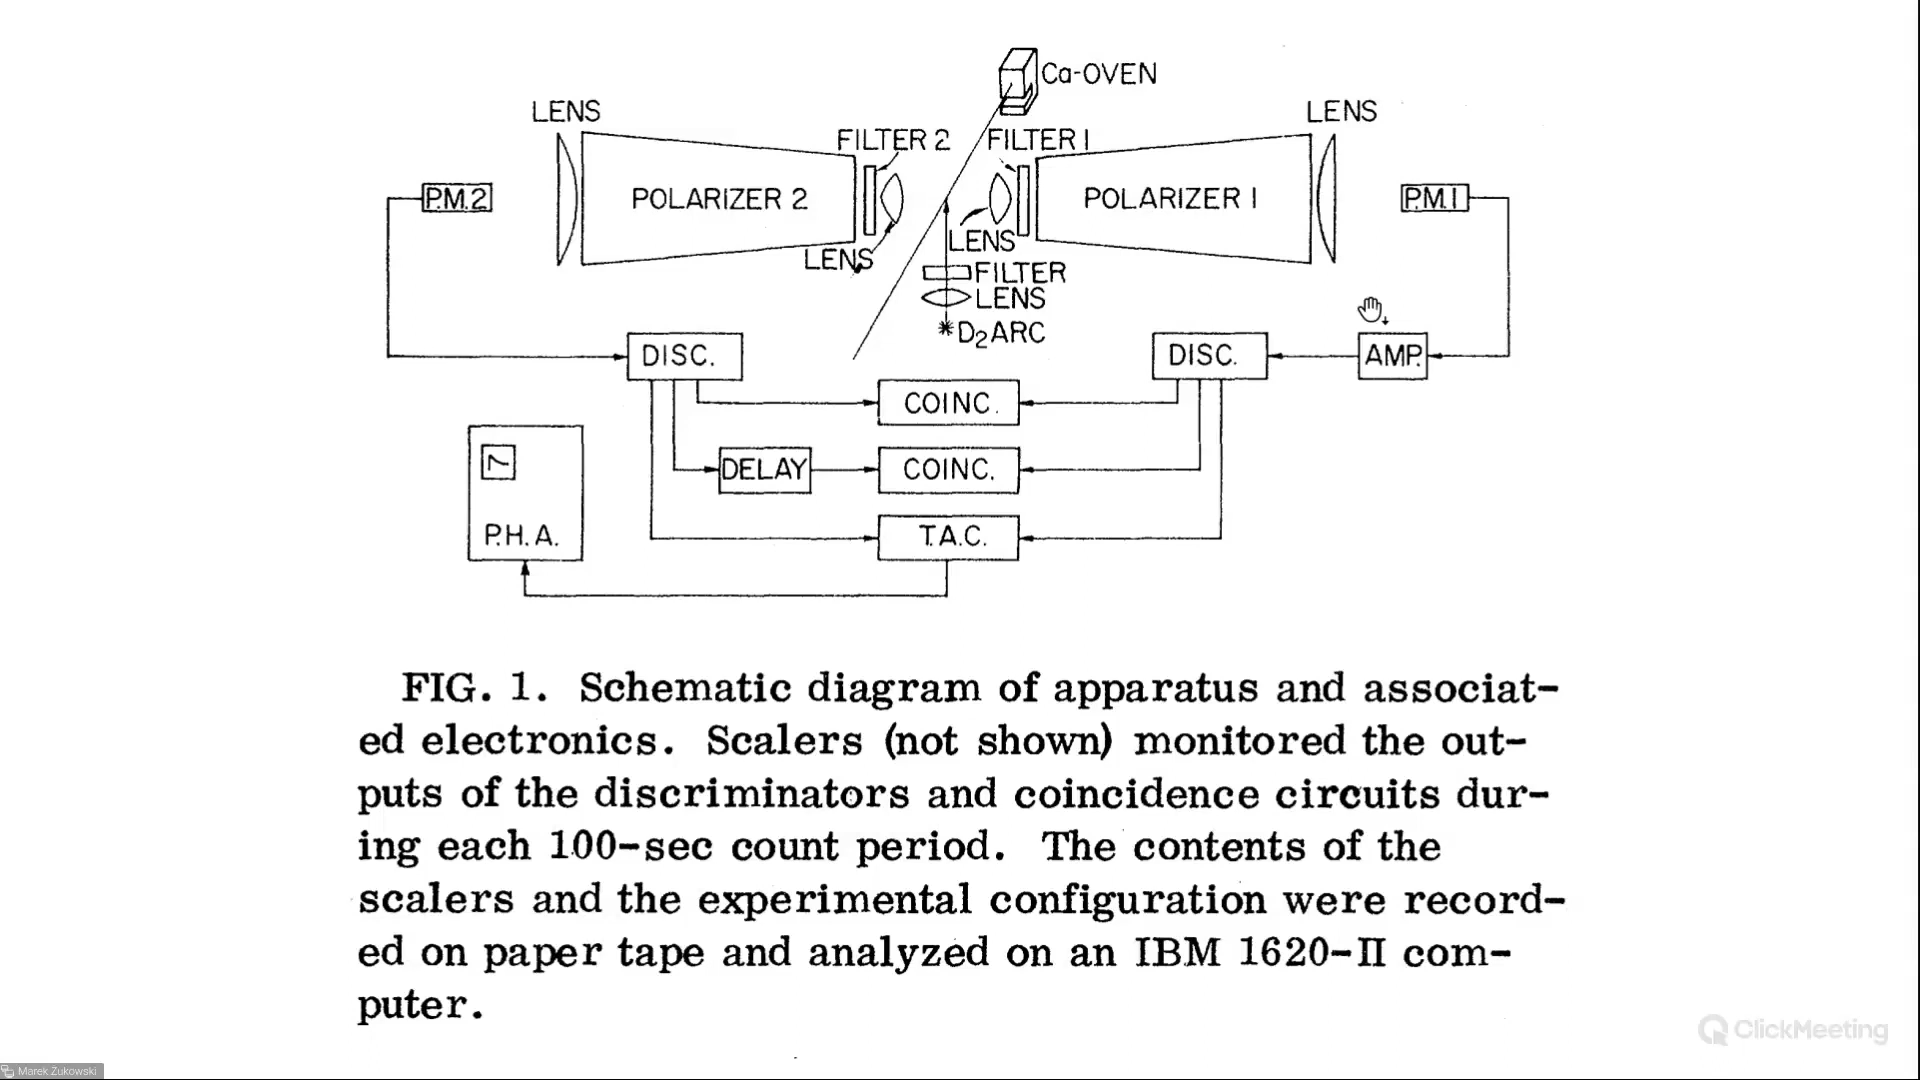 Ca-OVEN
LENS
LENS
FILTER 2
FILTER 1
P.M.2
POLARIZER 2
POLARIZER 1
P.M.1
LENS
LENS
FILTER
LENS
D2ARC
DISC.
DISC.
AMP.
COINC.
DELAY
COINC.
P.H.A.
T.A.C.
FIG. 1. Schematic diagram of apparatus and associat-
ed electronics. Scalers (not shown) monitored the out-
puts of the discriminators and coincidence circuits dur-
ing each 100-sec count period. The contents of the
scalers and the experimental configuration were record-
ed on paper tape and analyzed on an IBM 1620-II com-
puter.
ClickMeeting
Marek Zukowski